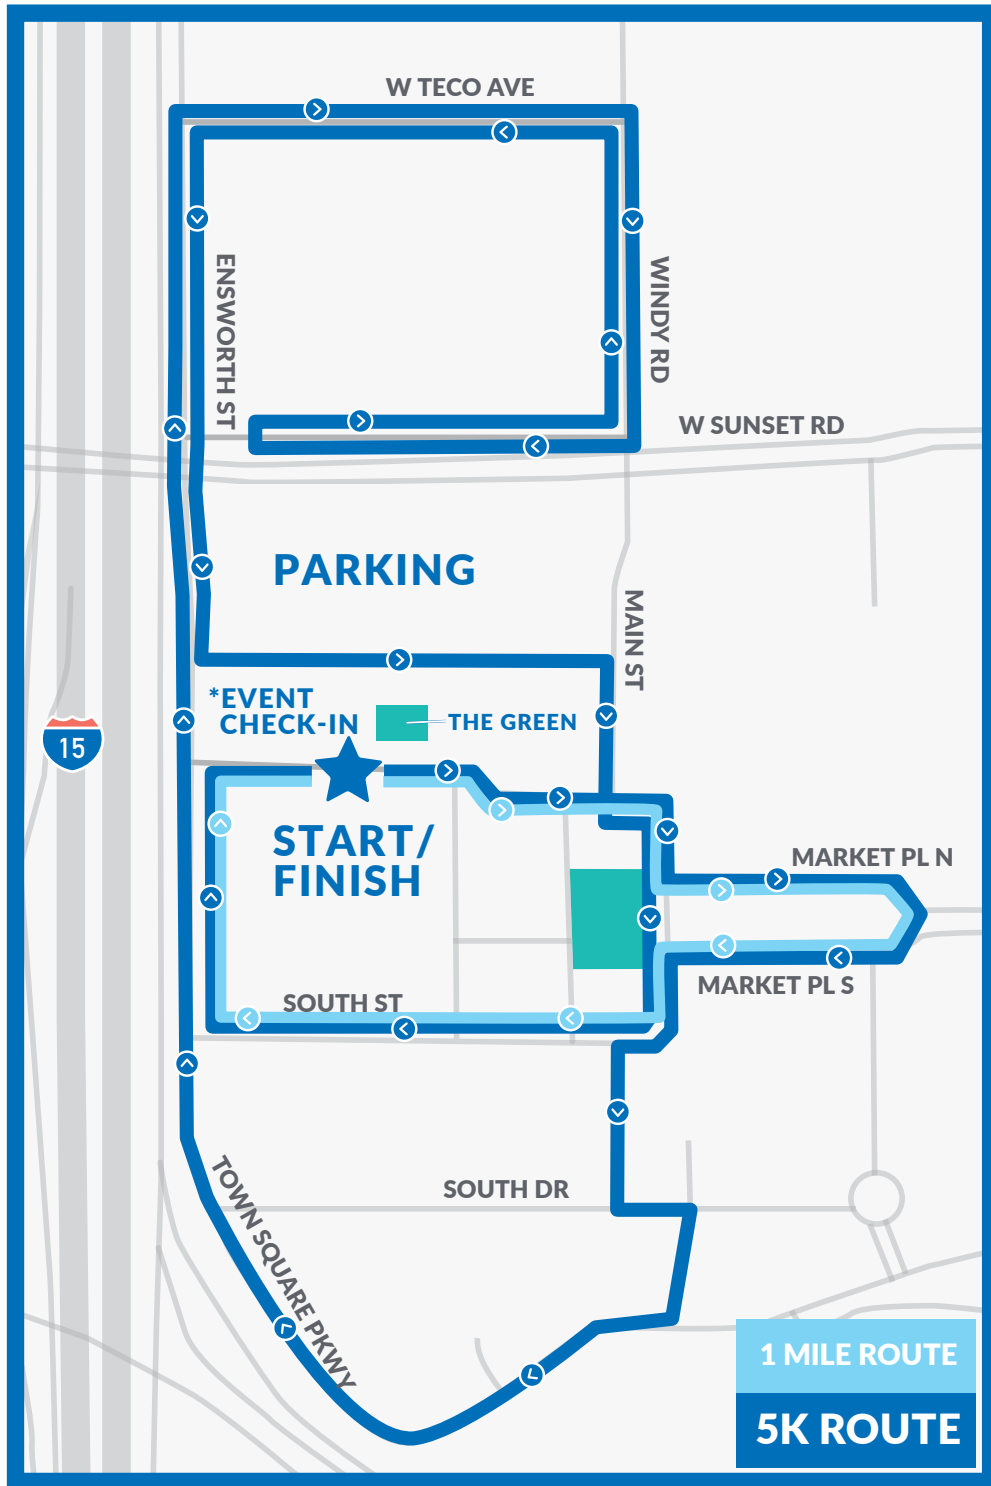 W TECO AVE
ENSWORTH ST
WINDY RD
W SUNSET RD
PARKING
MAIN ST
*EVENT
CHECK-IN
THE GREEN
15
START/
FINISH
MARKET PL N
MARKET PL S
SOUTH ST
SOUTH DR
TOWN SQUARE PKWY
1 MILE ROUTE
5K ROUTE